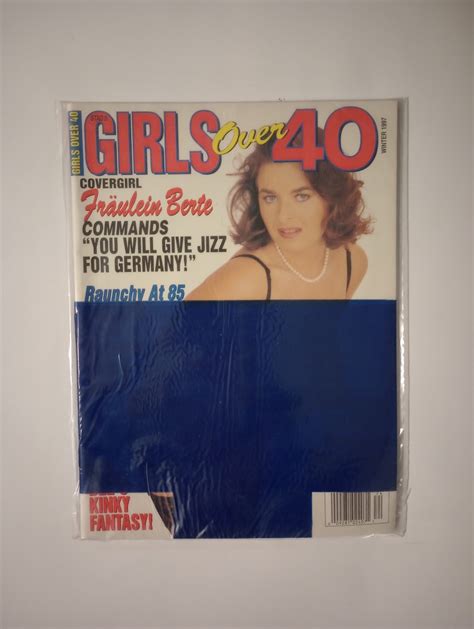 GIRLS OVER 40
GIRLS Over 40
WINTER 1997
COVERGIRL
Fräulein Berte
COMMANDS
"YOU WILL GIVE JIZZ
FOR GERMANY!"
Raunchy At 85
KINKY
FANTASY!